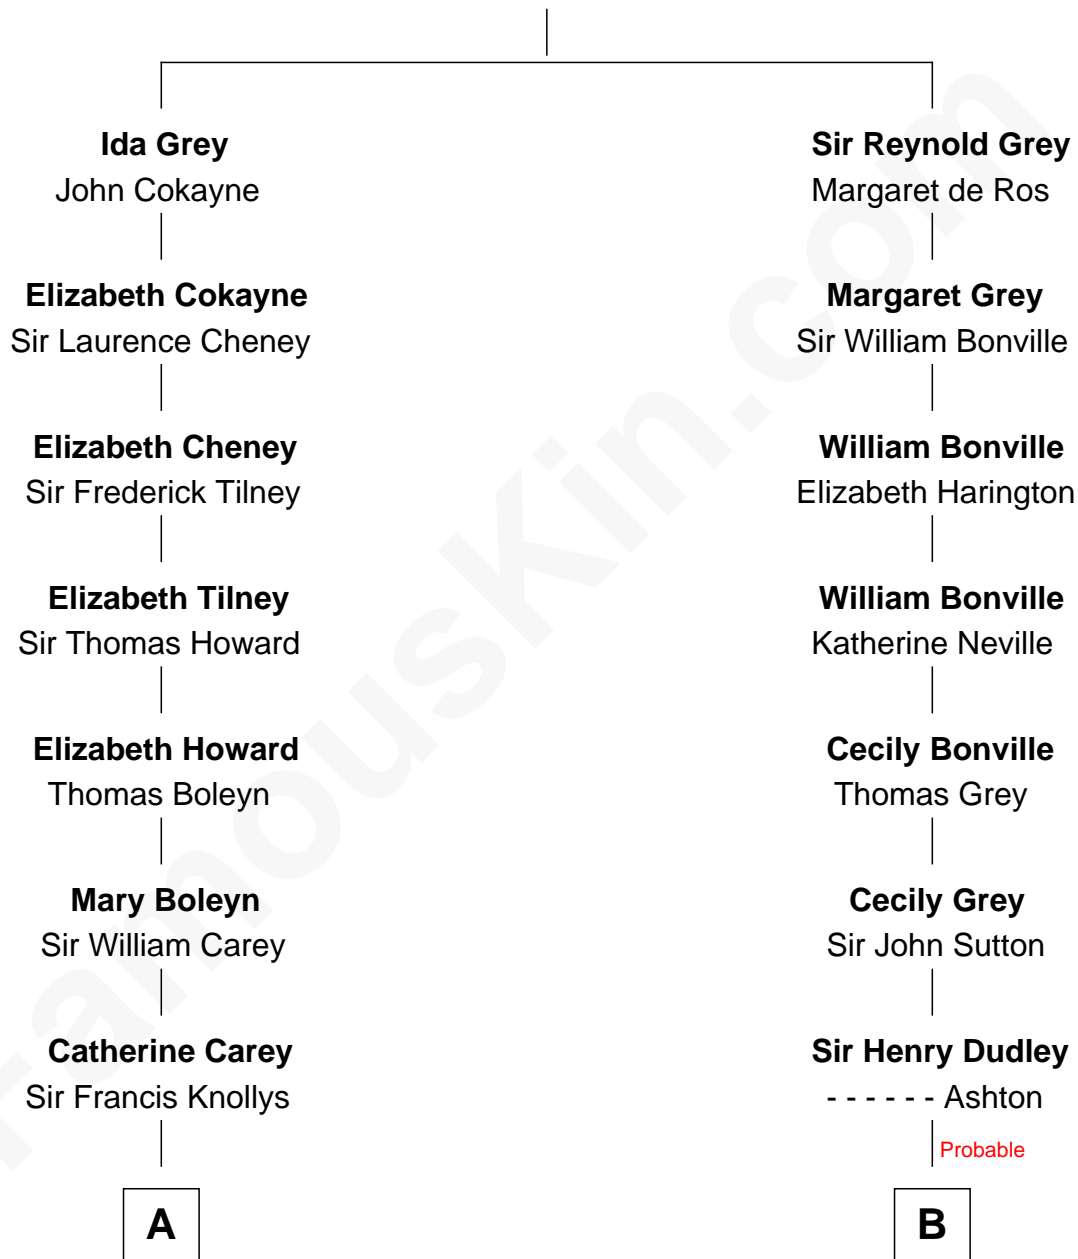 Ida Grey
John Cokayne
Sir Reynold Grey
Margaret de Ros
Elizabeth Cokayne
Sir Laurence Cheney
Margaret Grey
Sir William Bonville
Elizabeth Cheney
Sir Frederick Tilney
William Bonville
Elizabeth Harington
Elizabeth Tilney
Sir Thomas Howard
William Bonville
Katherine Neville
Elizabeth Howard
Thomas Boleyn
Cecily Bonville
Thomas Grey
Mary Boleyn
Sir William Carey
Cecily Grey
Sir John Sutton
Catherine Carey
Sir Francis Knollys
Sir Henry Dudley
- - - - - - Ashton
Probable
A
B
FamousKin.com